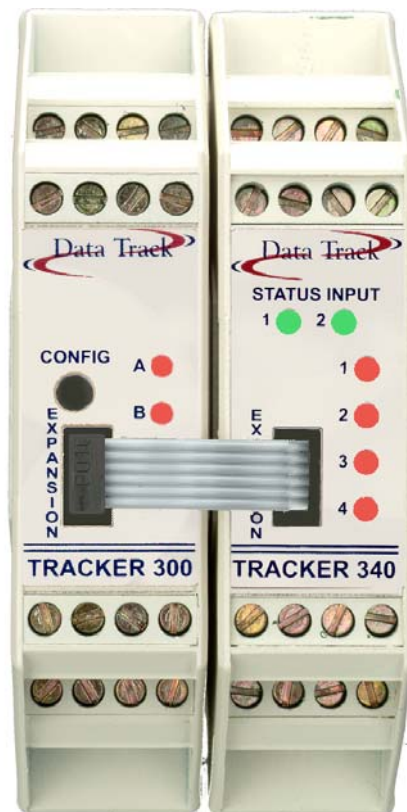 Data Track
CONFIG
A
B
EXPANSION
TRACKER 300
Data Track
STATUS INPUT
1 2
1
2
3
4
EX
ON
TRACKER 340